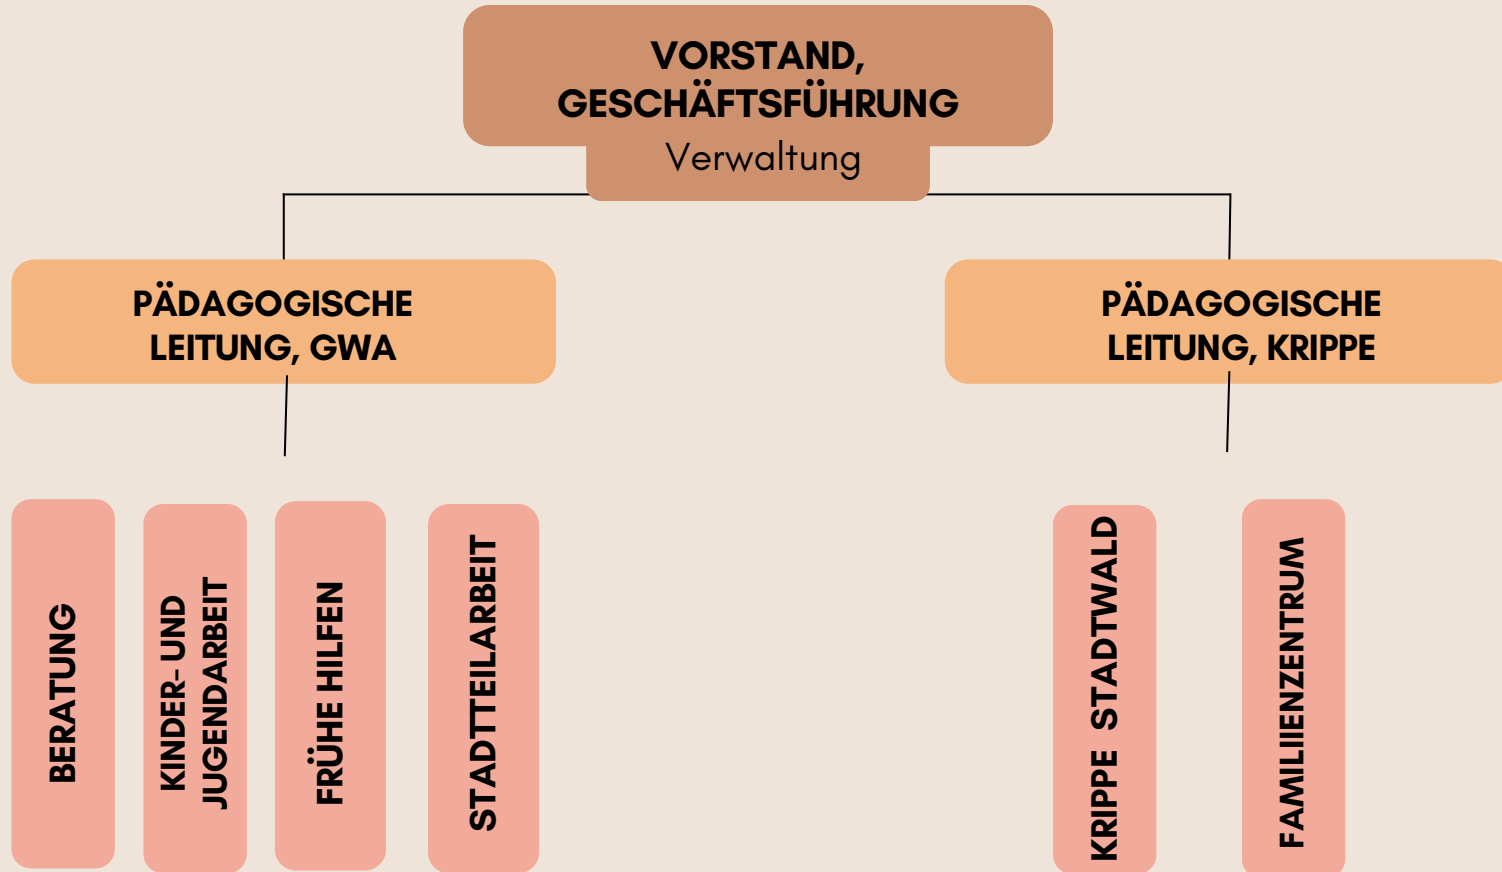 VORSTAND,
GESCHÄFTSFÜHRUNG
Verwaltung
PÄDAGOGISCHE
LEITUNG, GWA
PÄDAGOGISCHE
LEITUNG, KRIPPE
BERATUNG
KINDER- UND
JUGENDARBEIT
FRÜHE HILFEN
STADTTEILARBEIT
KRIPPE STADTWALD
FAMILIIENZENTRUM